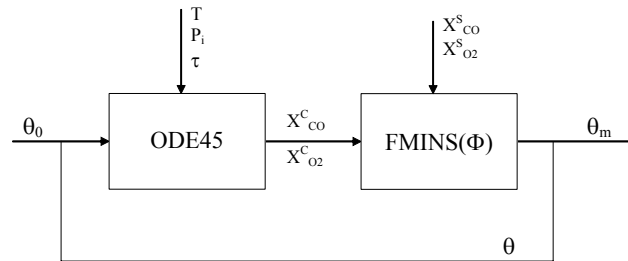 T
P_i
τ
X^S_CO
X^S_O2
θ_0
ODE45
X^C_CO
X^C_O2
FMINS(Φ)
θ_m
θ